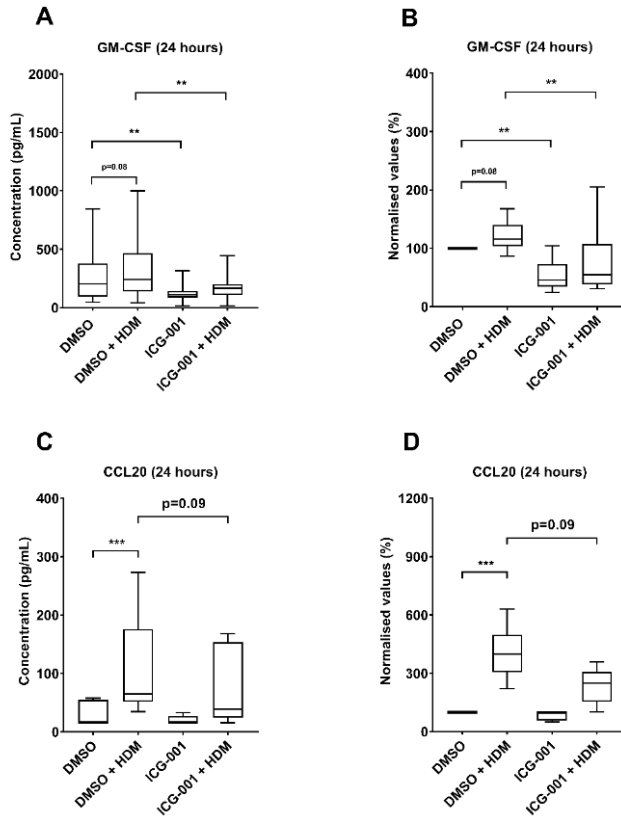 A
GM-CSF (24 hours)
Concentration (pg/mL)
2000
1500
1000
500
0
**
**
p=0.08
DMSO
DMSO + HDM
ICG-001
ICG-001 + HDM
B
GM-CSF (24 hours)
Normalised values (%)
400
300
200
100
0
**
**
p=0.08
DMSO
DMSO + HDM
ICG-001
ICG-001 + HDM
C
CCL20 (24 hours)
Concentration (pg/mL)
400
300
200
100
0
p=0.09
***
DMSO
DMSO + HDM
ICG-001
ICG-001 + HDM
D
CCL20 (24 hours)
Normalised values (%)
1200
900
600
300
0
p=0.09
***
DMSO
DMSO + HDM
ICG-001
ICG-001 + HDM